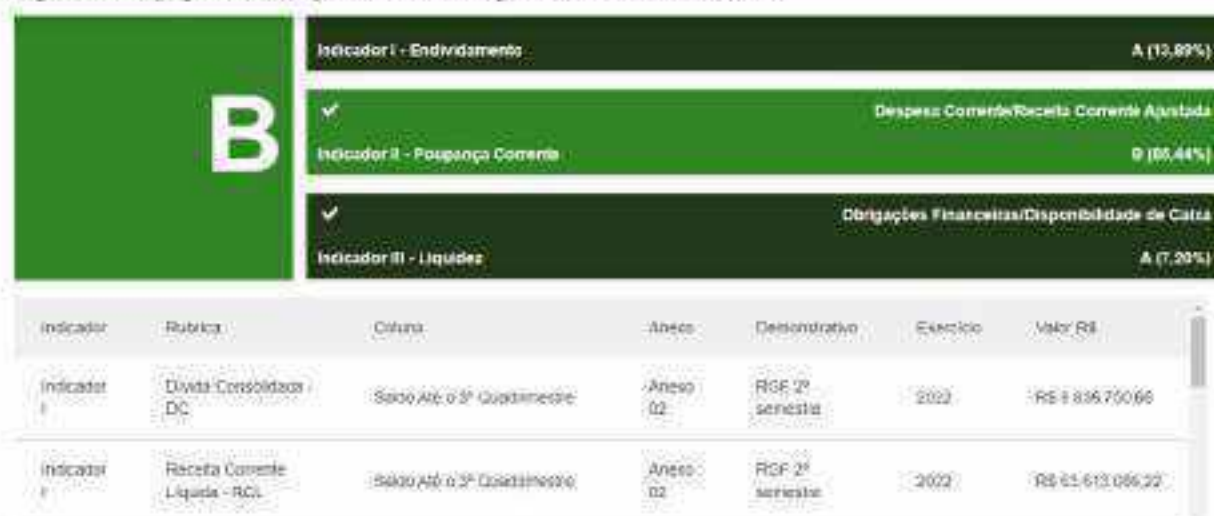 Indicador I - Endividamento A (13,89%)
B
Despesa Corrente/Receita Corrente Ajustada
Indicador II - Poupança Corrente B (85,44%)
Obrigações Financeiras/Disponibilidade de Caixa
Indicador III - Liquidez A (7,20%)
Indicador Rubrica Coluna Anexo Demonstrativo Exercício Valor R$
Indicador I Dívida Consolidada - DC Saldo Até o 3º Quadrimestre Anexo 02 RGF 2º semestre 2022 R$
Indicador I Receita Corrente Líquida - RCL Saldo Até o 3º Quadrimestre Anexo 02 RGF 2º semestre 2022 R$